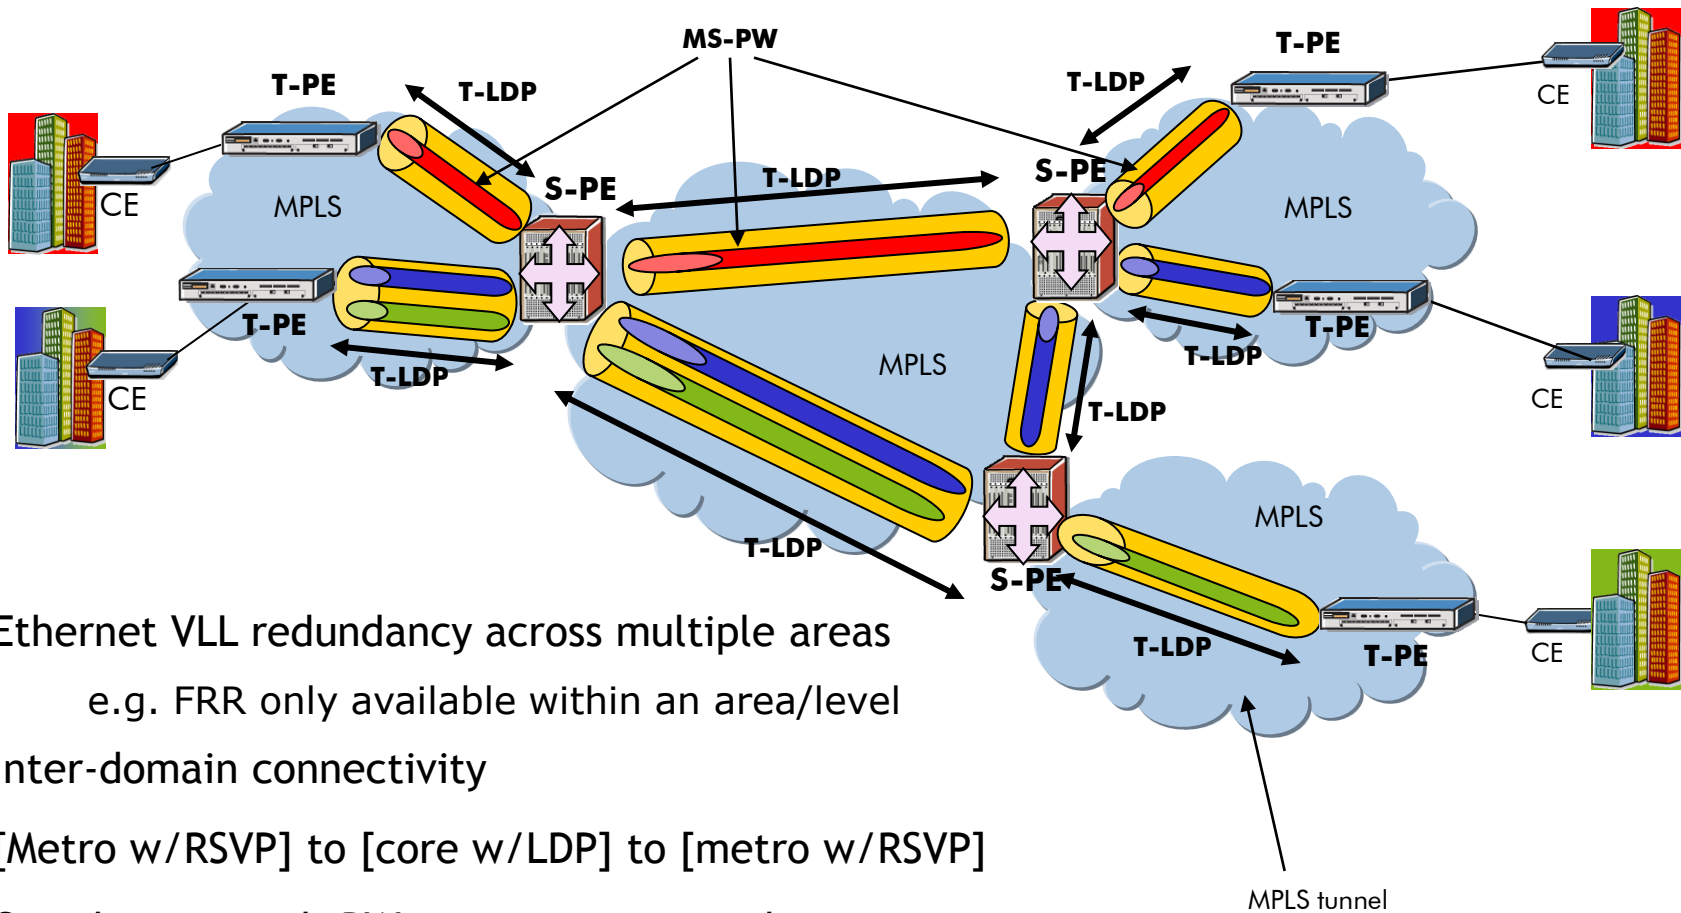 MS-PW
T-PE
T-LDP
T-PE
T-LDP
CE
CE
MPLS
S-PE
T-LDP
S-PE
MPLS
T-PE
CE
T-LDP
MPLS
T-LDP
T-PE
T-LDP
CE
T-LDP
MPLS
T-LDP
S-PE
T-LDP
T-PE
CE
Ethernet VLL redundancy across multiple areas
e.g. FRR only available within an area/level
nter-domain connectivity
[Metro w/RSVP] to [core w/LDP] to [metro w/RSVP]
MPLS tunnel